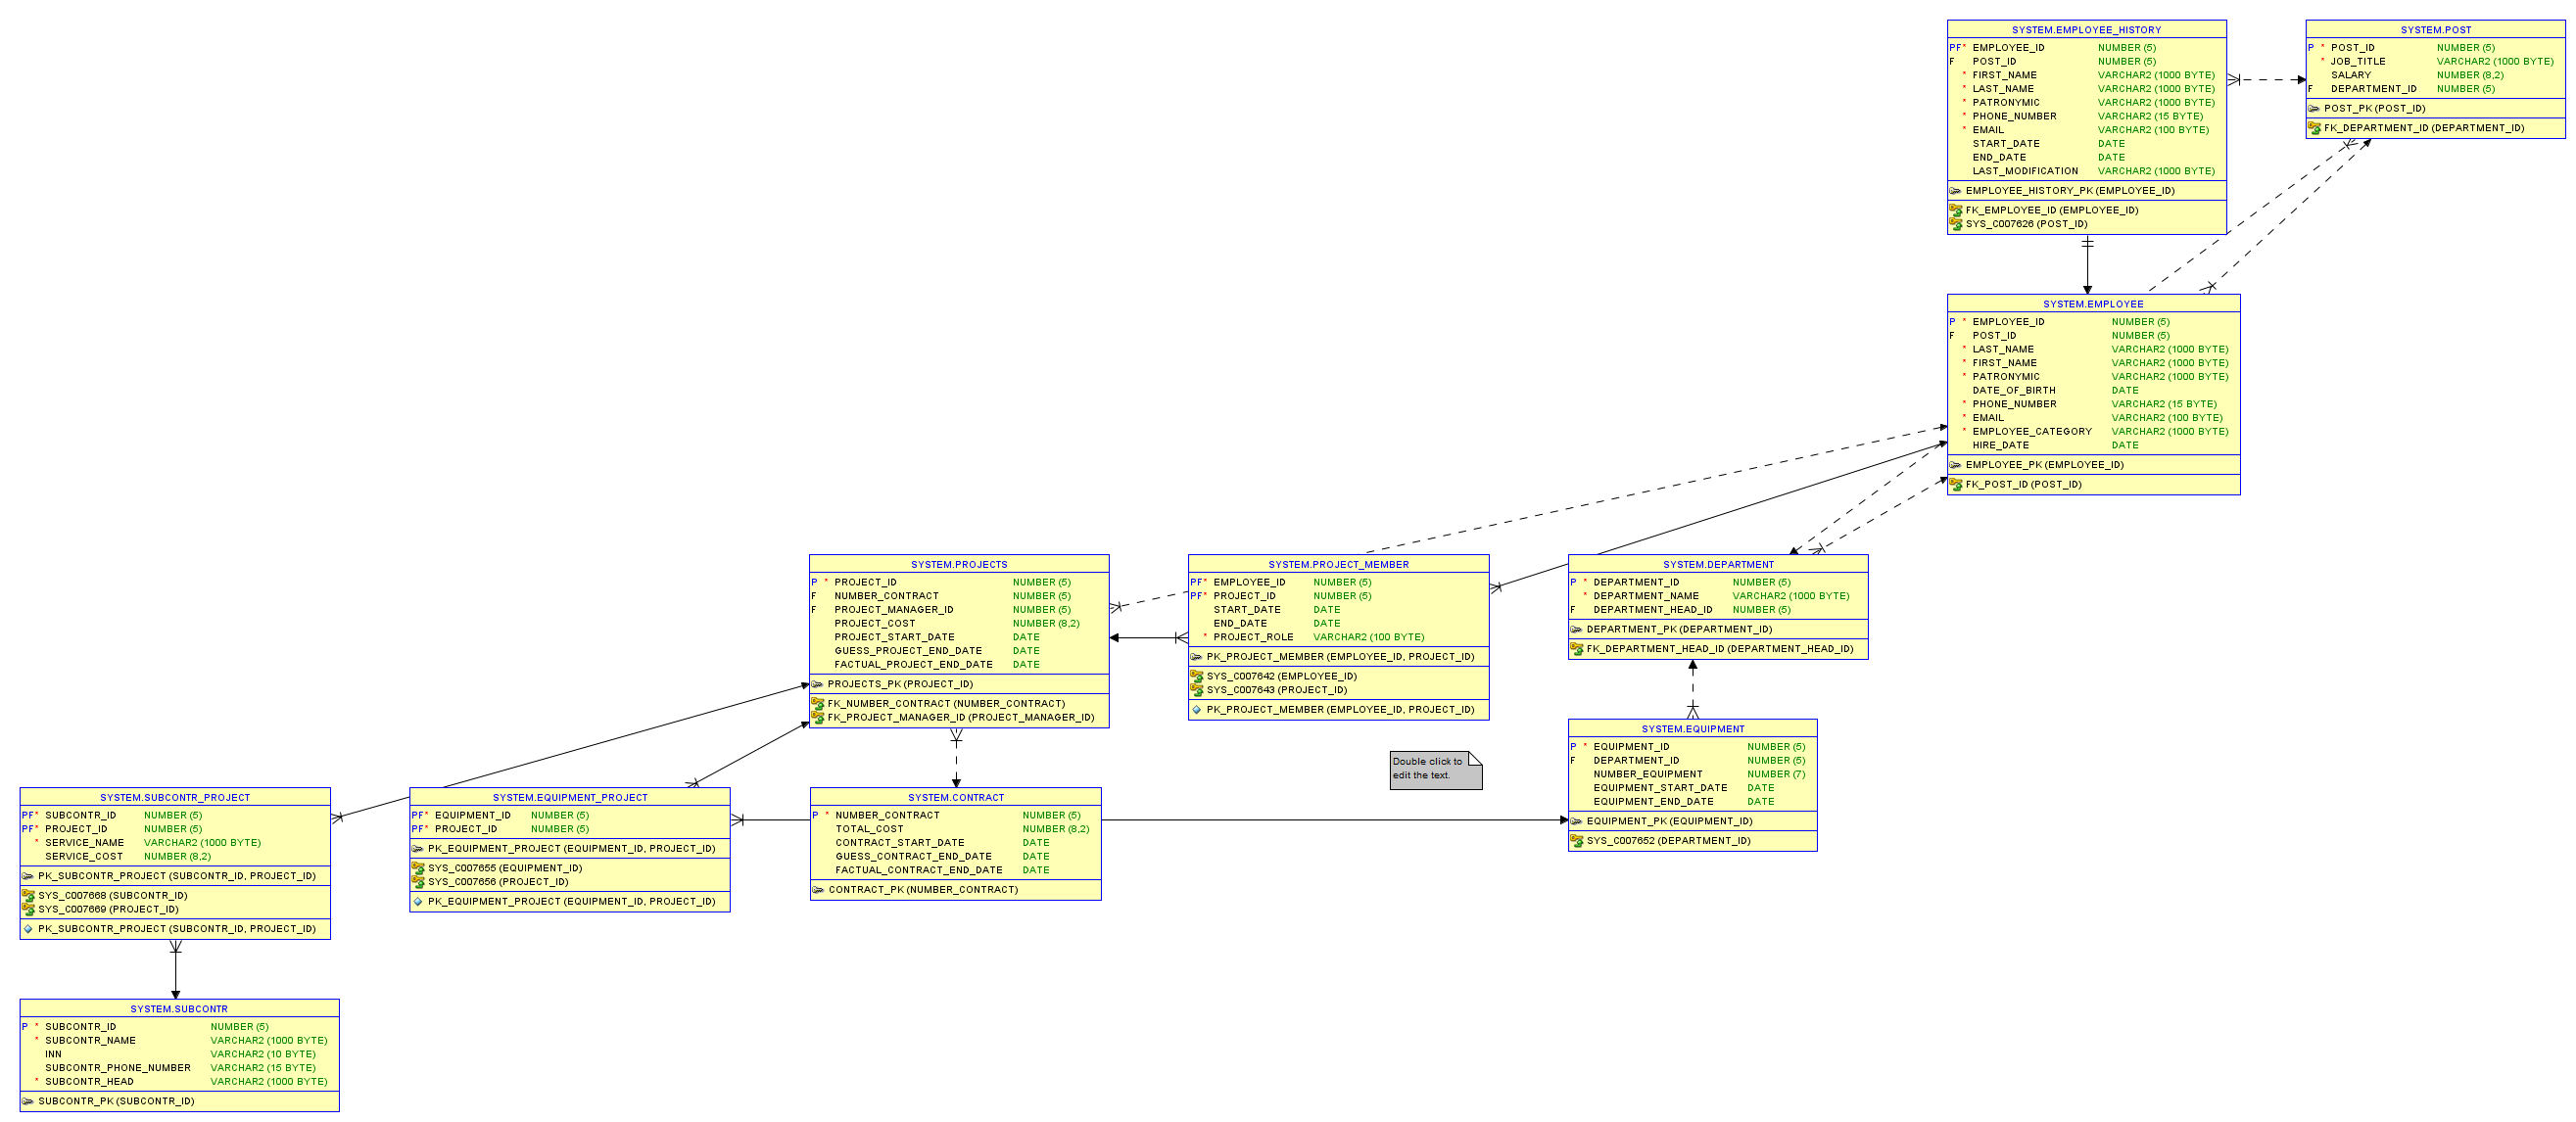 SYSTEM.EMPLOYEE_HISTORY
PF* EMPLOYEE_ID NUMBER (5)
F POST_ID NUMBER (5)
* FIRST_NAME VARCHAR2 (1000 BYTE)
* LAST_NAME VARCHAR2 (1000 BYTE)
* PATRONYMIC VARCHAR2 (1000 BYTE)
* PHONE_NUMBER VARCHAR2 (15 BYTE)
* EMAIL VARCHAR2 (100 BYTE)
START_DATE DATE
END_DATE DATE
LAST_MODIFICATION VARCHAR2 (1000 BYTE)
EMPLOYEE_HISTORY_PK (EMPLOYEE_ID)
FK_EMPLOYEE_ID (EMPLOYEE_ID)
SYS_C007626 (POST_ID)
SYSTEM.POST
P * POST_ID NUMBER (5)
* JOB_TITLE VARCHAR2 (1000 BYTE)
SALARY NUMBER (8,2)
F DEPARTMENT_ID NUMBER (5)
POST_PK (POST_ID)
FK_DEPARTMENT_ID (DEPARTMENT_ID)
SYSTEM.EMPLOYEE
P * EMPLOYEE_ID NUMBER (5)
F POST_ID NUMBER (5)
* LAST_NAME VARCHAR2 (1000 BYTE)
* FIRST_NAME VARCHAR2 (1000 BYTE)
* PATRONYMIC VARCHAR2 (1000 BYTE)
DATE_OF_BIRTH DATE
* PHONE_NUMBER VARCHAR2 (15 BYTE)
* EMAIL VARCHAR2 (100 BYTE)
* EMPLOYEE_CATEGORY VARCHAR2 (1000 BYTE)
HIRE_DATE DATE
EMPLOYEE_PK (EMPLOYEE_ID)
FK_POST_ID (POST_ID)
SYSTEM.PROJECTS
P * PROJECT_ID NUMBER (5)
F NUMBER_CONTRACT NUMBER (5)
F PROJECT_MANAGER_ID NUMBER (5)
PROJECT_COST NUMBER (8,2)
PROJECT_START_DATE DATE
GUESS_PROJECT_END_DATE DATE
FACTUAL_PROJECT_END_DATE DATE
PROJECTS_PK (PROJECT_ID)
FK_NUMBER_CONTRACT (NUMBER_CONTRACT)
FK_PROJECT_MANAGER_ID (PROJECT_MANAGER_ID)
SYSTEM.PROJECT_MEMBER
PF* EMPLOYEE_ID NUMBER (5)
PF* PROJECT_ID NUMBER (5)
START_DATE DATE
END_DATE DATE
* PROJECT_ROLE VARCHAR2 (100 BYTE)
PK_PROJECT_MEMBER (EMPLOYEE_ID, PROJECT_ID)
SYS_C007642 (EMPLOYEE_ID)
SYS_C007643 (PROJECT_ID)
PK_PROJECT_MEMBER (EMPLOYEE_ID, PROJECT_ID)
SYSTEM.DEPARTMENT
P * DEPARTMENT_ID NUMBER (5)
* DEPARTMENT_NAME VARCHAR2 (1000 BYTE)
F DEPARTMENT_HEAD_ID NUMBER (5)
DEPARTMENT_PK (DEPARTMENT_ID)
FK_DEPARTMENT_HEAD_ID (DEPARTMENT_HEAD_ID)
SYSTEM.EQUIPMENT
P * EQUIPMENT_ID NUMBER (5)
F DEPARTMENT_ID NUMBER (5)
NUMBER_EQUIPMENT NUMBER (7)
EQUIPMENT_START_DATE DATE
EQUIPMENT_END_DATE DATE
EQUIPMENT_PK (EQUIPMENT_ID)
SYS_C007652 (DEPARTMENT_ID)
Double click to
edit the text.
SYSTEM.SUBCONTR_PROJECT
PF* SUBCONTR_ID NUMBER (5)
PF* PROJECT_ID NUMBER (5)
* SERVICE_NAME VARCHAR2 (1000 BYTE)
SERVICE_COST NUMBER (8,2)
PK_SUBCONTR_PROJECT (SUBCONTR_ID, PROJECT_ID)
SYS_C007668 (SUBCONTR_ID)
SYS_C007669 (PROJECT_ID)
PK_SUBCONTR_PROJECT (SUBCONTR_ID, PROJECT_ID)
SYSTEM.EQUIPMENT_PROJECT
PF* EQUIPMENT_ID NUMBER (5)
PF* PROJECT_ID NUMBER (5)
PK_EQUIPMENT_PROJECT (EQUIPMENT_ID, PROJECT_ID)
SYS_C007655 (EQUIPMENT_ID)
SYS_C007656 (PROJECT_ID)
PK_EQUIPMENT_PROJECT (EQUIPMENT_ID, PROJECT_ID)
SYSTEM.CONTRACT
P * NUMBER_CONTRACT NUMBER (5)
TOTAL_COST NUMBER (8,2)
CONTRACT_START_DATE DATE
GUESS_CONTRACT_END_DATE DATE
FACTUAL_CONTRACT_END_DATE DATE
CONTRACT_PK (NUMBER_CONTRACT)
SYSTEM.SUBCONTR
P * SUBCONTR_ID NUMBER (5)
* SUBCONTR_NAME VARCHAR2 (1000 BYTE)
INN VARCHAR2 (10 BYTE)
SUBCONTR_PHONE_NUMBER VARCHAR2 (15 BYTE)
* SUBCONTR_HEAD VARCHAR2 (1000 BYTE)
SUBCONTR_PK (SUBCONTR_ID)